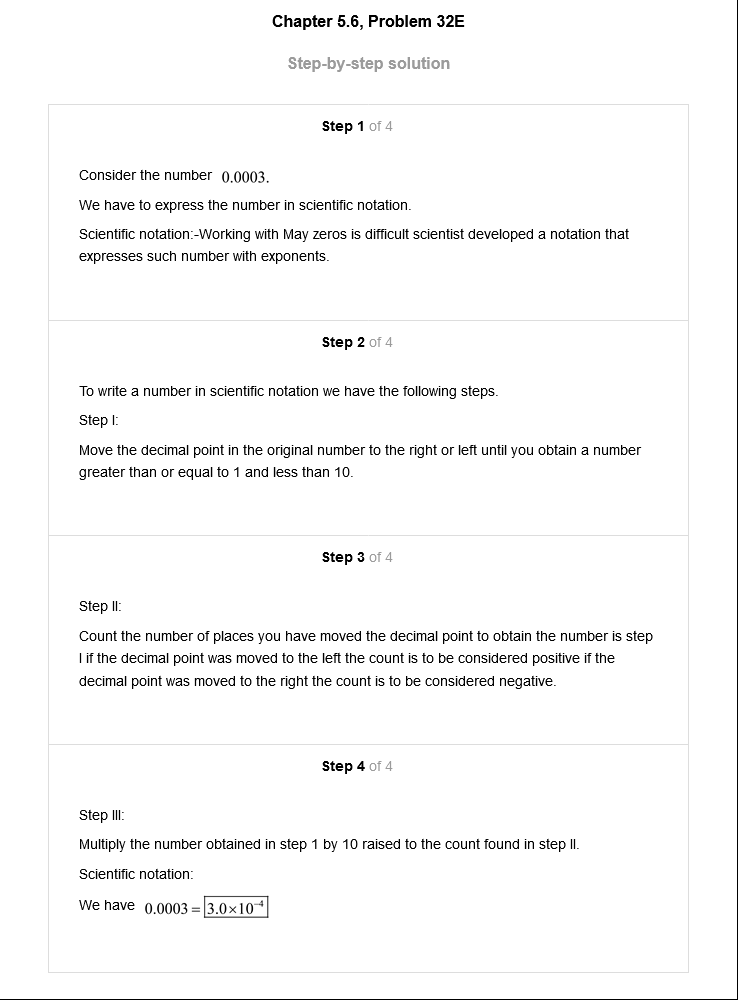 Chapter 5.6, Problem 32E
Step-by-step solution
Step 1 of 4
Consider the number 0.0003.
We have to express the number in scientific notation.
Scientific notation:-Working with May zeros is difficult scientist developed a notation that
expresses such number with exponents.
Step 2 of 4
To write a number in scientific notation we have the following steps.
Step I:
Move the decimal point in the original number to the right or left until you obtain a number
greater than or equal to 1 and less than 10.
Step 3 of 4
Step II:
Count the number of places you have moved the decimal point to obtain the number is step
I if the decimal point was moved to the left the count is to be considered positive if the
decimal point was moved to the right the count is to be considered negative.
Step 4 of 4
Step III:
Multiply the number obtained in step 1 by 10 raised to the count found in step II.
Scientific notation:
We have 0.0003 = 3.0×10⁻⁴